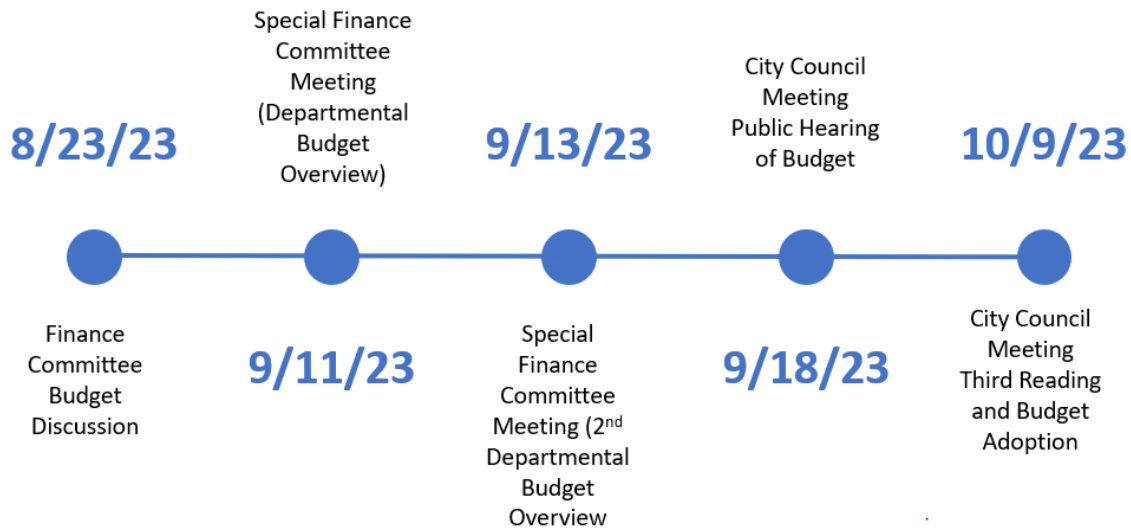 8/23/23
Finance
Committee
Budget
Discussion
Special Finance
Committee
Meeting
(Departmental
Budget
Overview)
9/11/23
9/13/23
Special
Finance
Committee
Meeting (2nd
Departmental
Budget
Overview
City Council
Meeting
Public Hearing
of Budget
9/18/23
10/9/23
City Council
Meeting
Third Reading
and Budget
Adoption